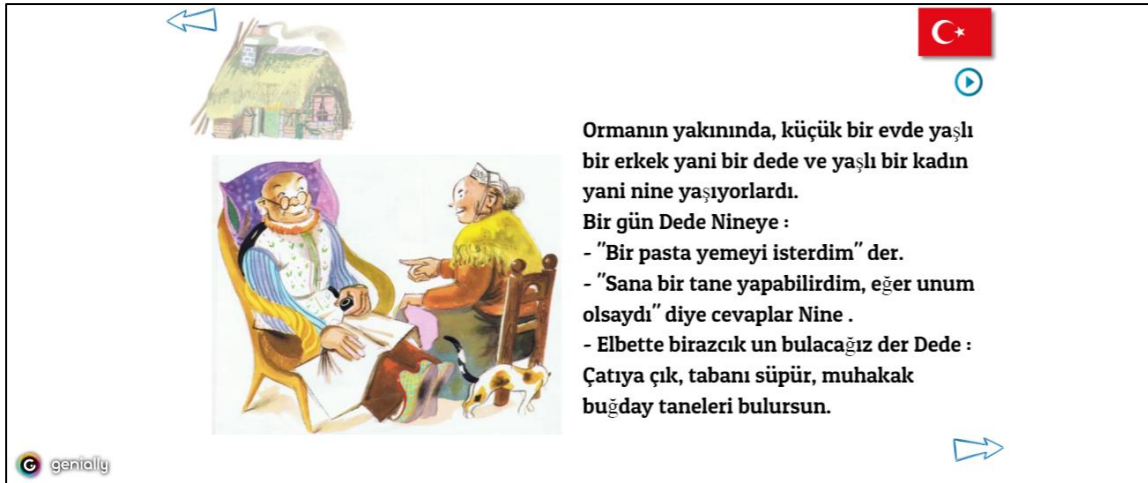 Ormanın yakınında, küçük bir evde yaşlı
bir erkek yani bir dede ve yaşlı bir kadın
yani nine yaşıyorlardı.
Bir gün Dede Nineye :
- "Bir pasta yemeyi isterdim" der.
- "Sana bir tane yapabilirdim, eğer unum
olsaydı" diye cevaplar Nine .
- Elbette birazcık un bulacağız der Dede :
Çatıya çık, tabanı süpür, muhakak
buğday taneleri bulursun.
genially